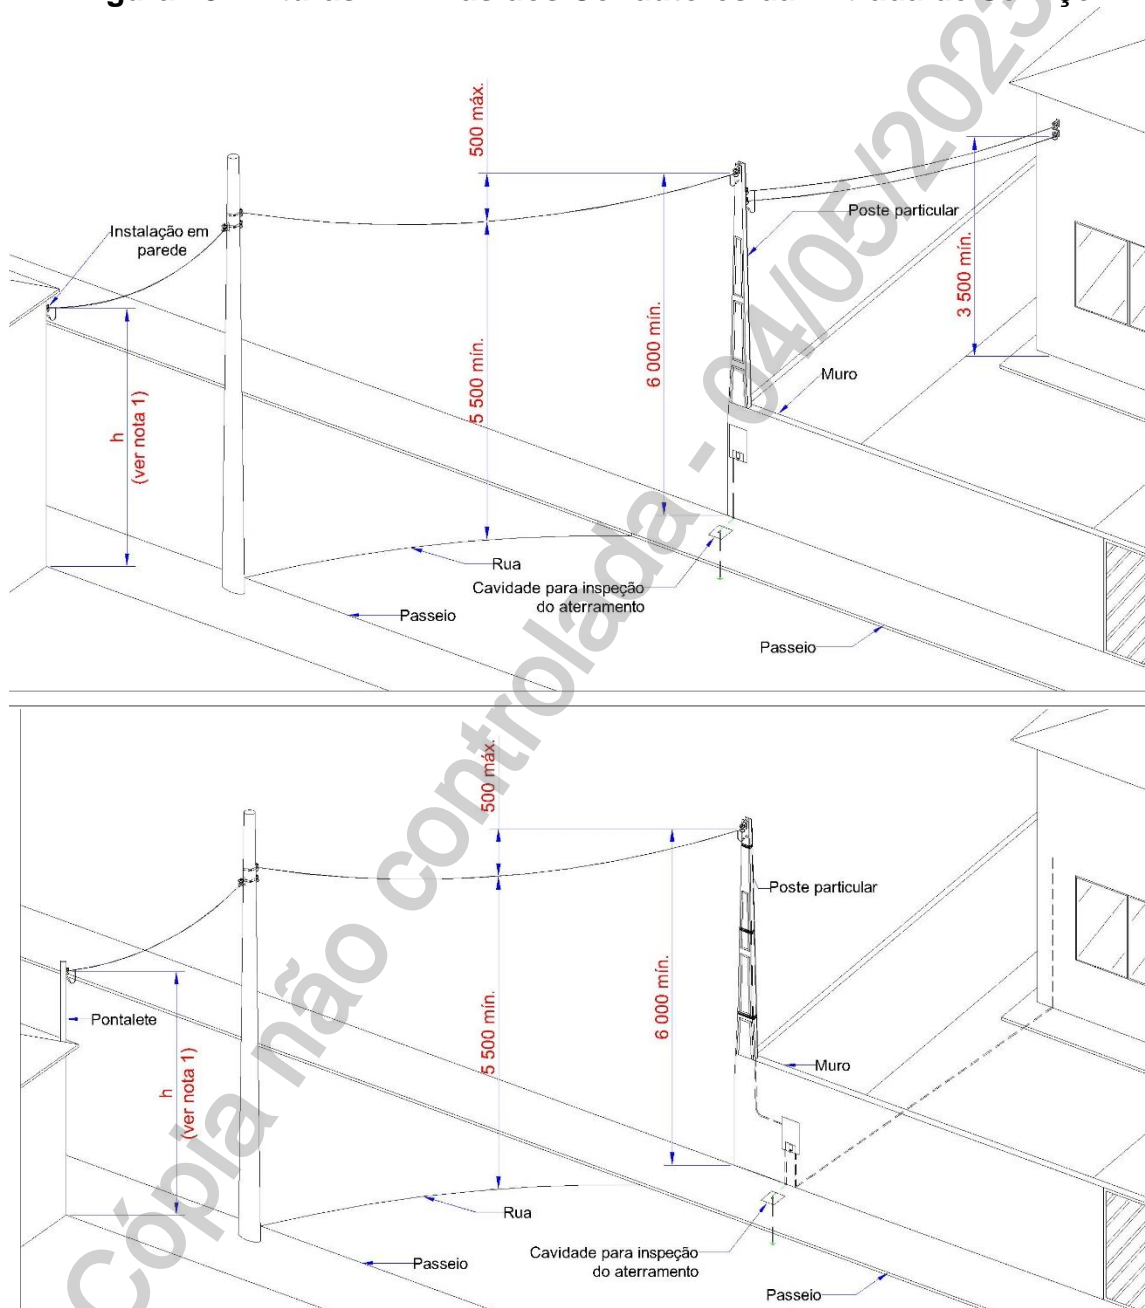 500 máx.
Instalação em
parede
Poste particular
3 500 mín.
6 000 mín.
5 500 mín.
h
(ver nota 1)
Muro
Rua
Cavidade para inspeção
do aterramento
Passeio
Passeio
500 máx.
Poste particular
Pontalete
6 000 mín.
5 500 mín.
h
(ver nota 1)
Muro
Rua
Cavidade para inspeção
do aterramento
Passeio
Passeio
Cópia não controlada - 04/05/2023